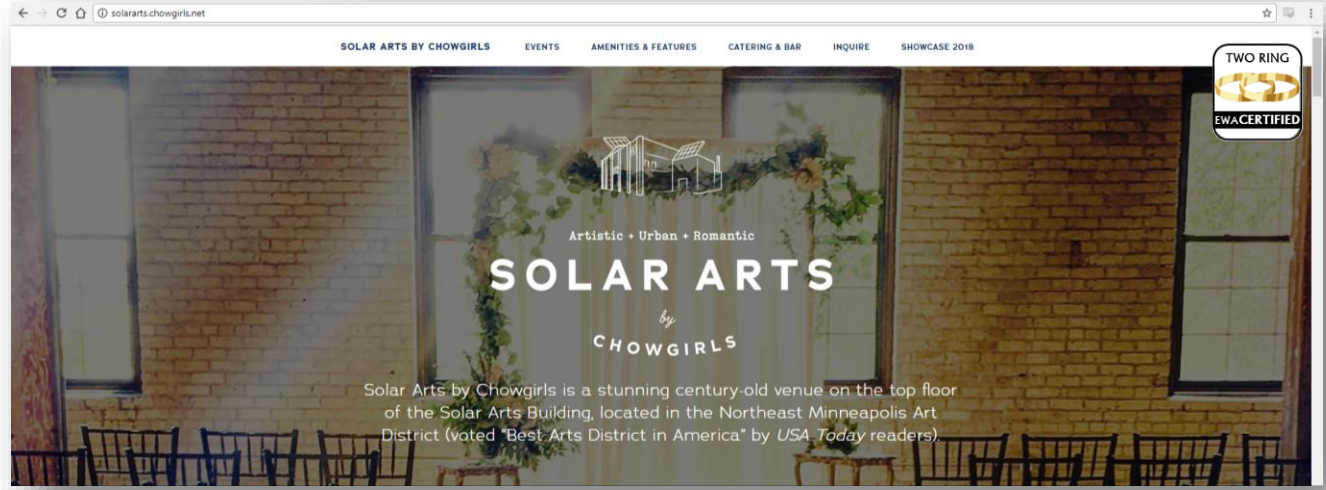 solararts.chowgirls.net
SOLAR ARTS BY CHOWGIRLS EVENTS AMENITIES & FEATURES CATERING & BAR INQUIRE SHOWCASE 2018
TWO RING
EWACERTIFIED
Artistic + Urban + Romantic
SOLAR ARTS
by
CHOWGIRLS
Solar Arts by Chowgirls is a stunning century-old venue on the top floor
of the Solar Arts Building, located in the Northeast Minneapolis Art
District (voted "Best Arts District in America" by USA Today readers).